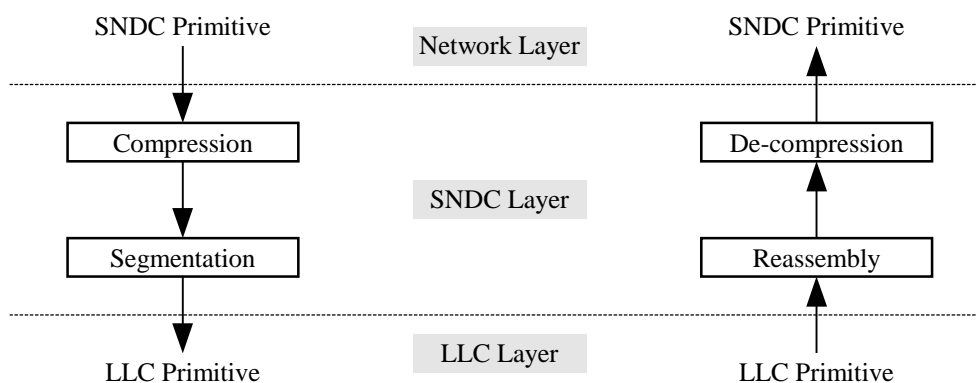 SNDC Primitive
Network Layer
SNDC Primitive
Compression
De-compression
SNDC Layer
Segmentation
Reassembly
LLC Layer
LLC Primitive
LLC Primitive